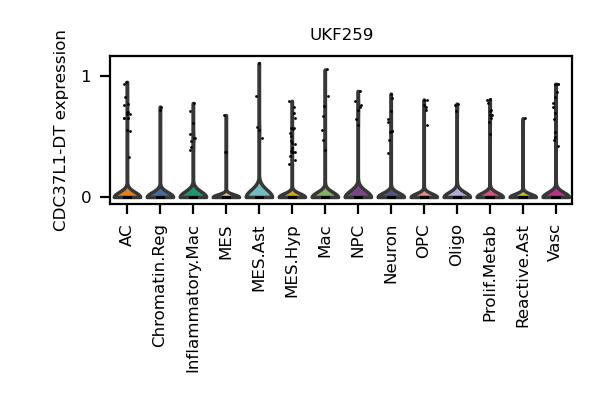 UKF259
CDC37L1-DT expression
1
0
AC
Chromatin.Reg
Inflammatory.Mac
MES
MES.Ast
MES.Hyp
Mac
NPC
Neuron
OPC
Oligo
Prolif.Metab
Reactive.Ast
Vasc